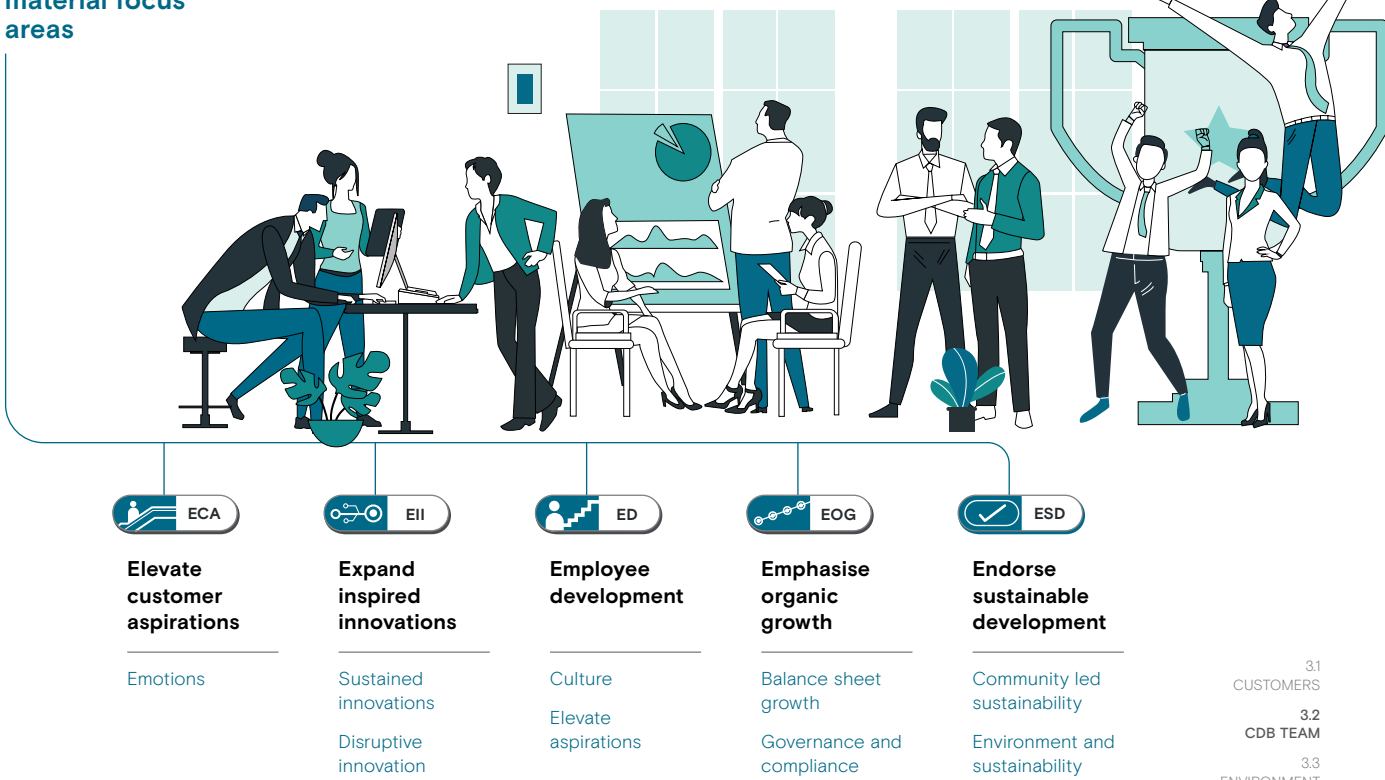 material focus
areas
ECA
Elevate
customer
aspirations
Emotions
EII
Expand
inspired
innovations
Sustained
innovations
Disruptive
innovation
ED
Employee
development
Culture
Elevate
aspirations
EOG
Emphasise
organic
growth
Balance sheet
growth
Governance and
compliance
ESD
Endorse
sustainable
development
Community led
sustainability
Environment and
sustainability
3.1
CUSTOMERS
3.2
CDB TEAM
3.3
ENVIRONMENT